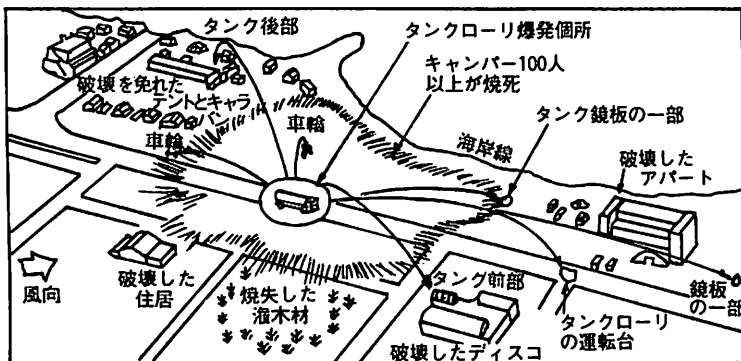 タンク後部
タンクローリ爆発個所
キャンパー100人
以上が焼死
破壊を免れた
テントとキャラ
バン
車輪
車輪
タンク鏡板の一部
海岸線
破壊した
アパート
風向
破壊した
住居
焼失した
潅木材
タング前部
破壊したディスコ
タンクローリ
の運転台
鏡板
の一部